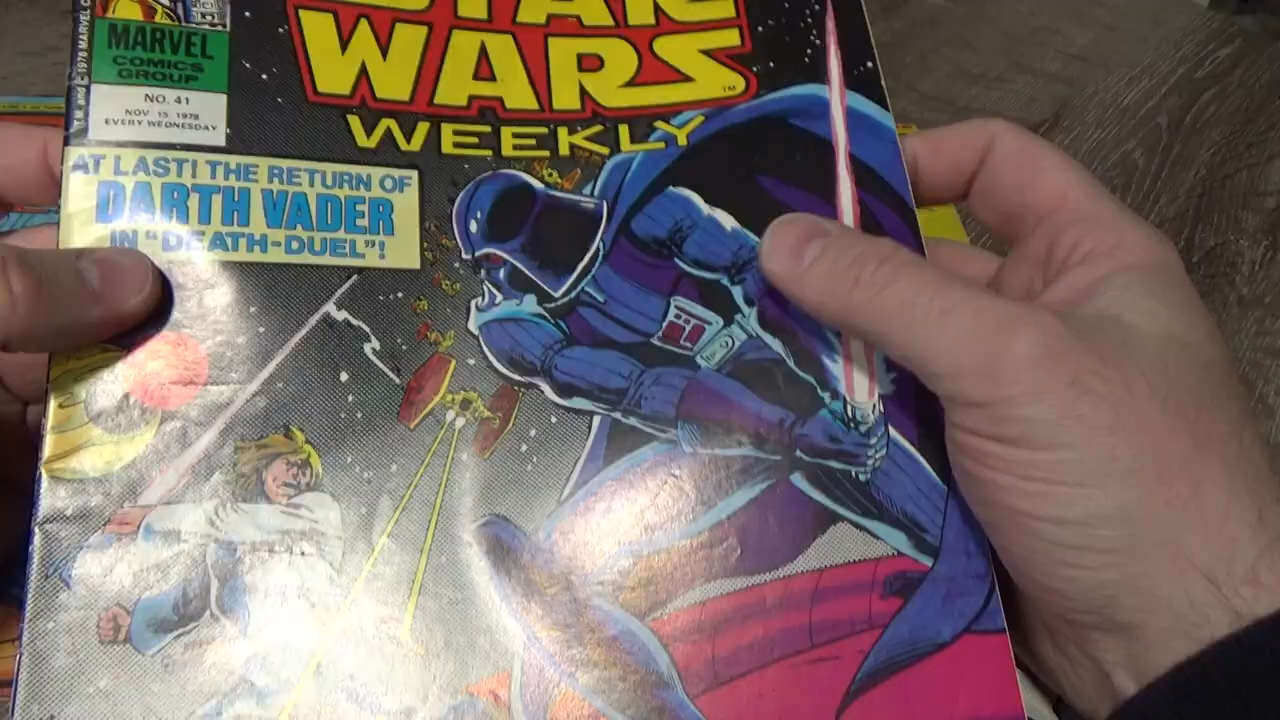 STAR
WARS
TM
WEEKLY
MARVEL
COMICS
GROUP
NO. 41
NOV 15 1978
EVERY WEDNESDAY
AT LAST! THE RETURN OF
DARTH VADER
IN "DEATH-DUEL"!